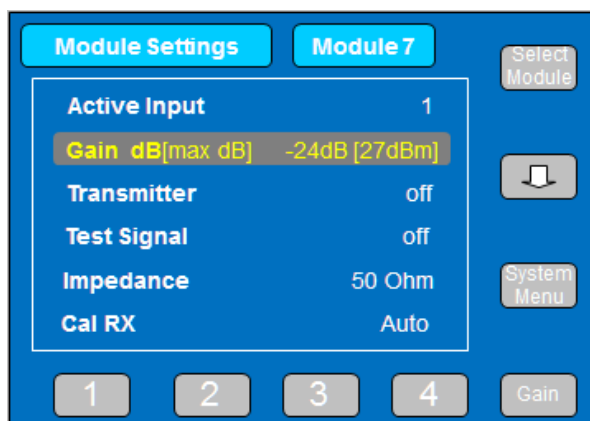 Module Settings Module 7
Select
Module
Active Input 1
Gain dB[max dB] -24dB [27dBm]
Transmitter off
Test Signal off
Impedance 50 Ohm
System
Menu
Cal RX Auto
1 2 3 4 Gain